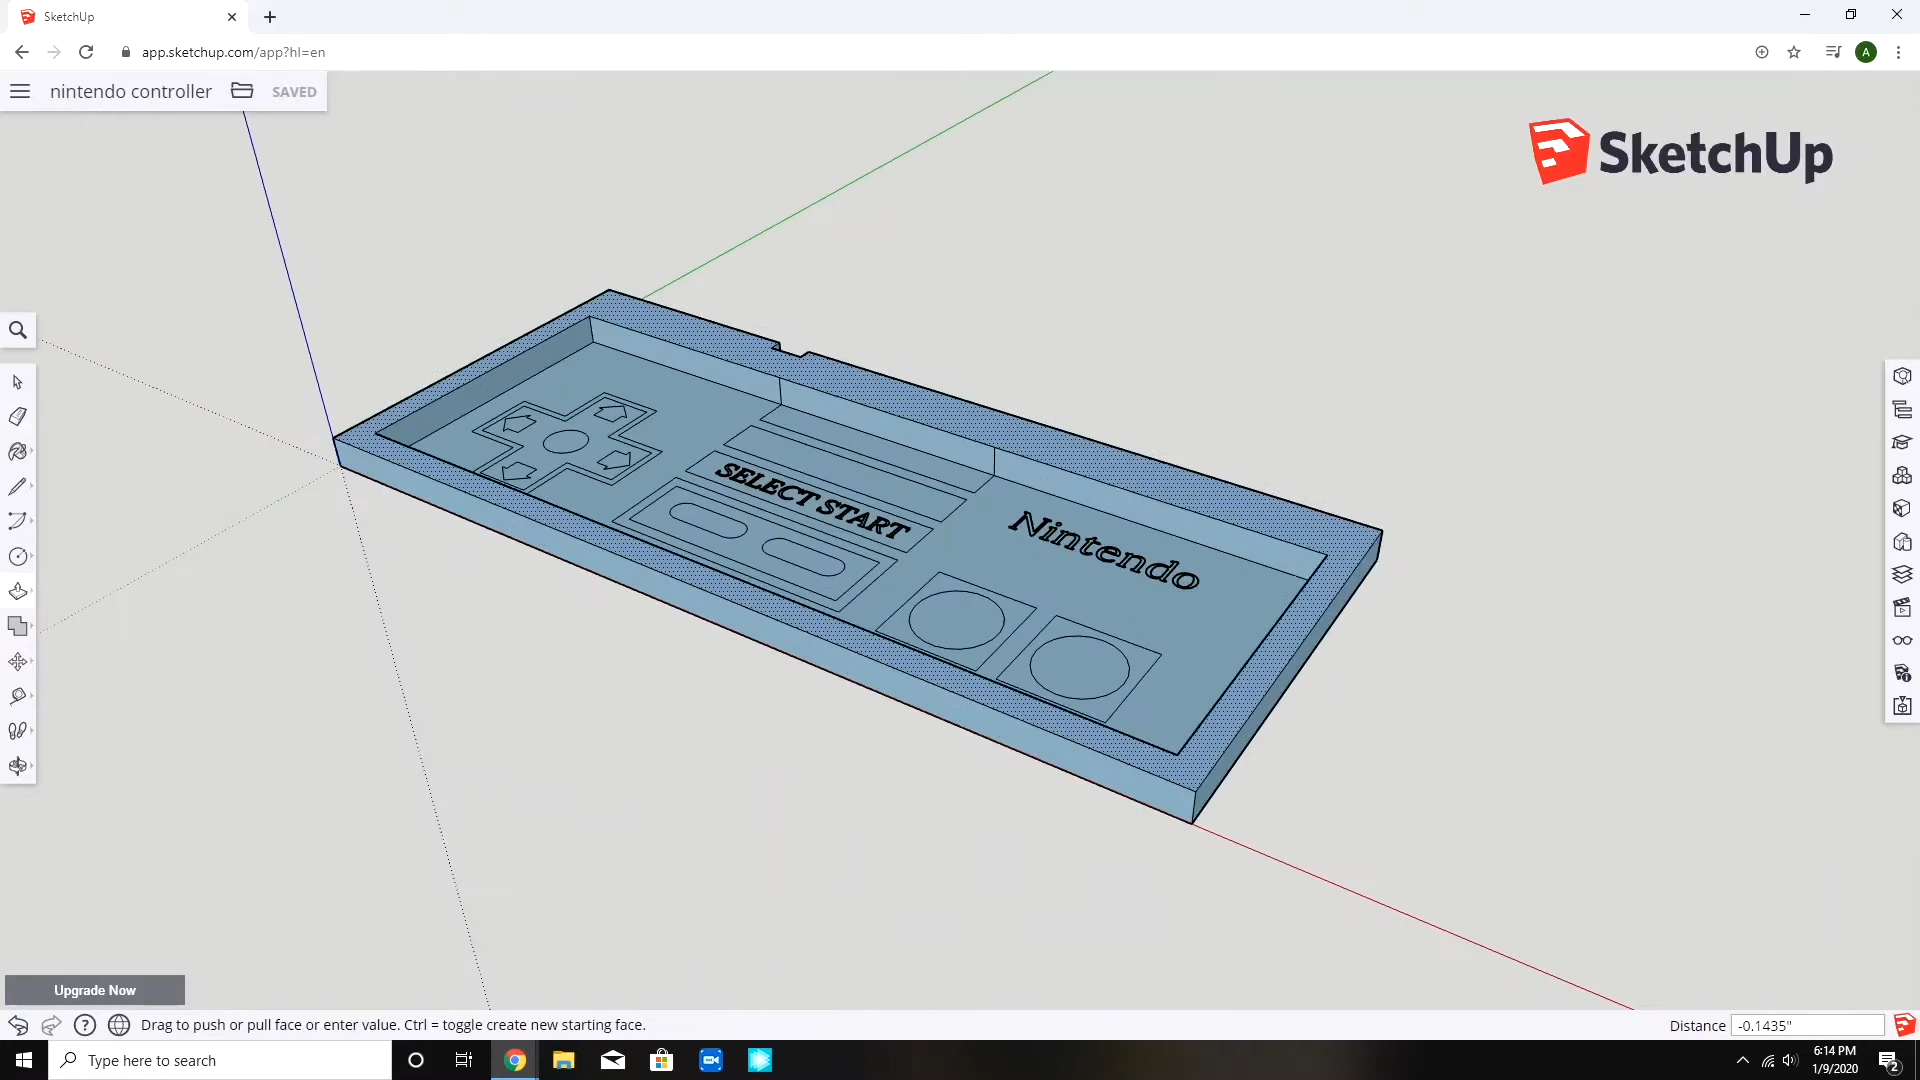 SketchUp
app.sketchup.com/app?hl=en
A
nintendo controller
SAVED
SketchUp
SELECT START
Nintendo
Upgrade Now
Drag to push or pull face or enter value. Ctrl = toggle create new starting face.
Distance
-0.1435"
Type here to search
6:14 PM
1/9/2020
2